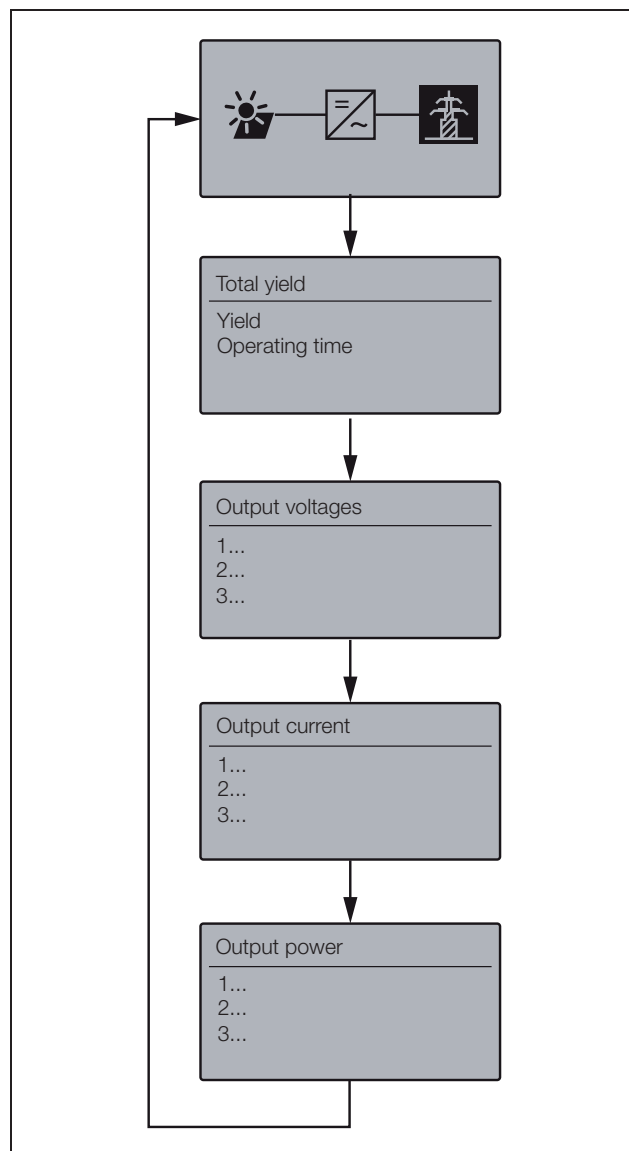 Total yield
Yield
Operating time
Output voltages
1...
2...
3...
Output current
1...
2...
3...
Output power
1...
2...
3...